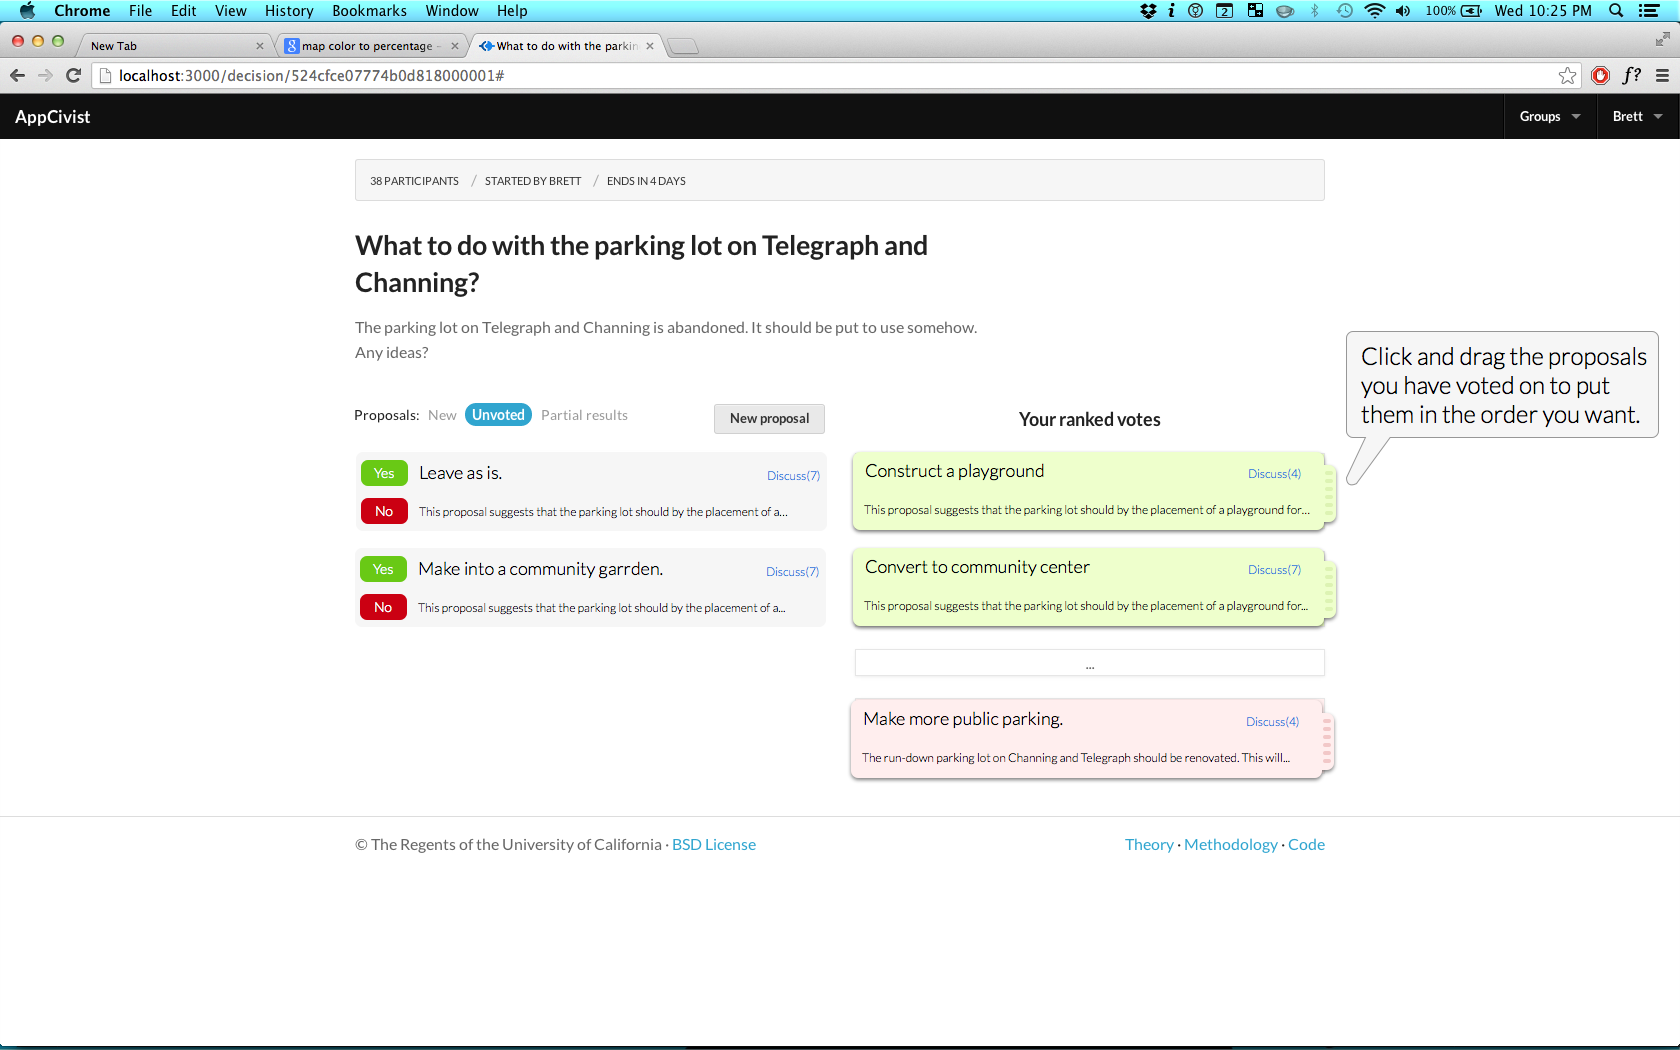 Chrome File Edit View History Bookmarks Window Help 2 100% Wed 10:25 PM
New Tab
map color to percentage -
What to do with the parkin
localhost:3000/decision/524cfce07774b0d818000001#
f?
AppCivist
Groups
Brett
38 PARTICIPANTS / STARTED BY BRETT / ENDS IN 4 DAYS
What to do with the parking lot on Telegraph and
Channing?
The parking lot on Telegraph and Channing is abandoned. It should be put to use somehow.
Any ideas?
Click and drag the proposals
you have voted on to put
them in the order you want.
Proposals: New Unvoted Partial results
New proposal
Yes
Leave as is.
Discuss(7)
No
This proposal suggests that the parking lot should by the placement of a...
Yes
Make into a community garrden.
Discuss(7)
No
This proposal suggests that the parking lot should by the placement of a...
Your ranked votes
Construct a playground
Discuss(4)
This proposal suggests that the parking lot should by the placement of a playground for...
Convert to community center
Discuss(7)
This proposal suggests that the parking lot should by the placement of a playground for...
...
Make more public parking.
Discuss(4)
The run-down parking lot on Channing and Telegraph should be renovated. This will...
© The Regents of the University of California · BSD License
Theory · Methodology · Code